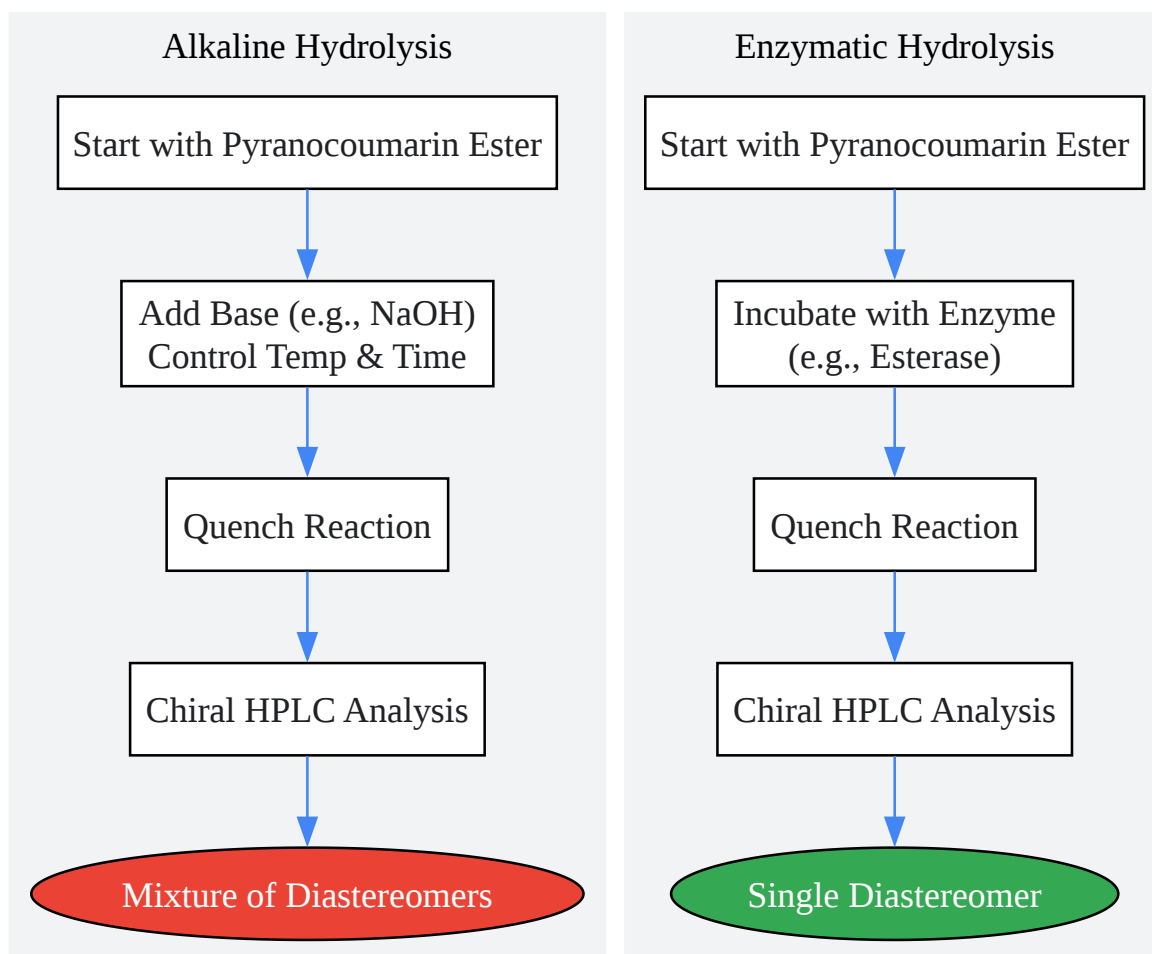 Alkaline Hydrolysis
Start with Pyranocoumarin Ester
Add Base (e.g., NaOH)
Control Temp & Time
Quench Reaction
Chiral HPLC Analysis
Mixture of Diastereomers
Enzymatic Hydrolysis
Start with Pyranocoumarin Ester
Incubate with Enzyme
(e.g., Esterase)
Quench Reaction
Chiral HPLC Analysis
Single Diastereomer